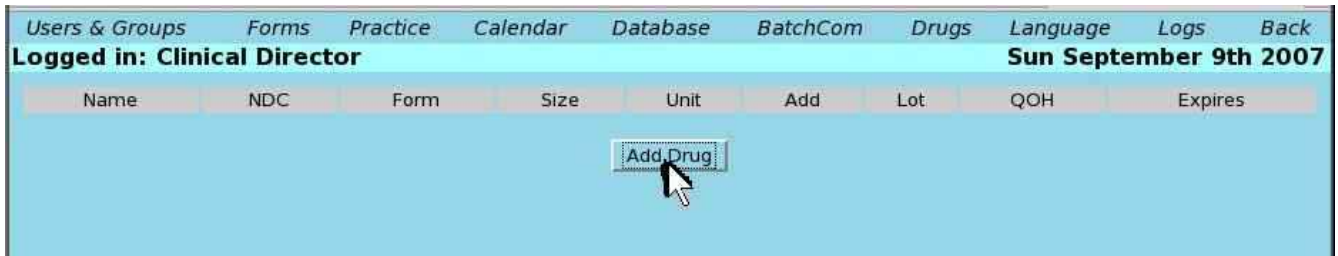 Users & Groups Forms Practice Calendar Database BatchCom Drugs Language Logs Back
Logged in: Clinical Director Sun September 9th 2007
Name NDC Form Size Unit Add Lot QOH Expires
Add Drug